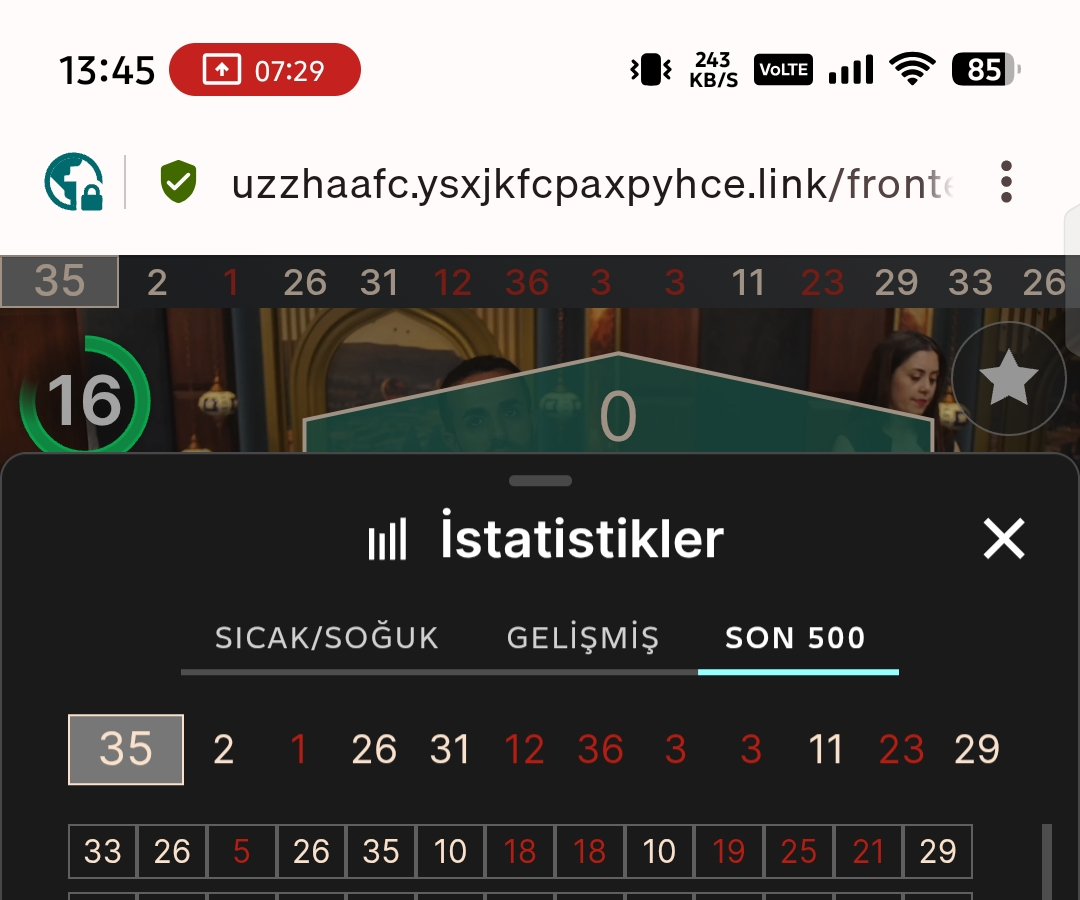 13:45 07:29 243 KB/S VoLTE 85
uzzhaafc.ysxjkfcpaxpyhce.link/fronte
35 2 1 26 31 12 36 3 3 11 23 29 33 26
16
0
İstatistikler
SICAK/SOĞUK GELİŞMİŞ SON 500
35 2 1 26 31 12 36 3 3 11 23 29
33 26 5 26 35 10 18 18 10 19 25 21 29